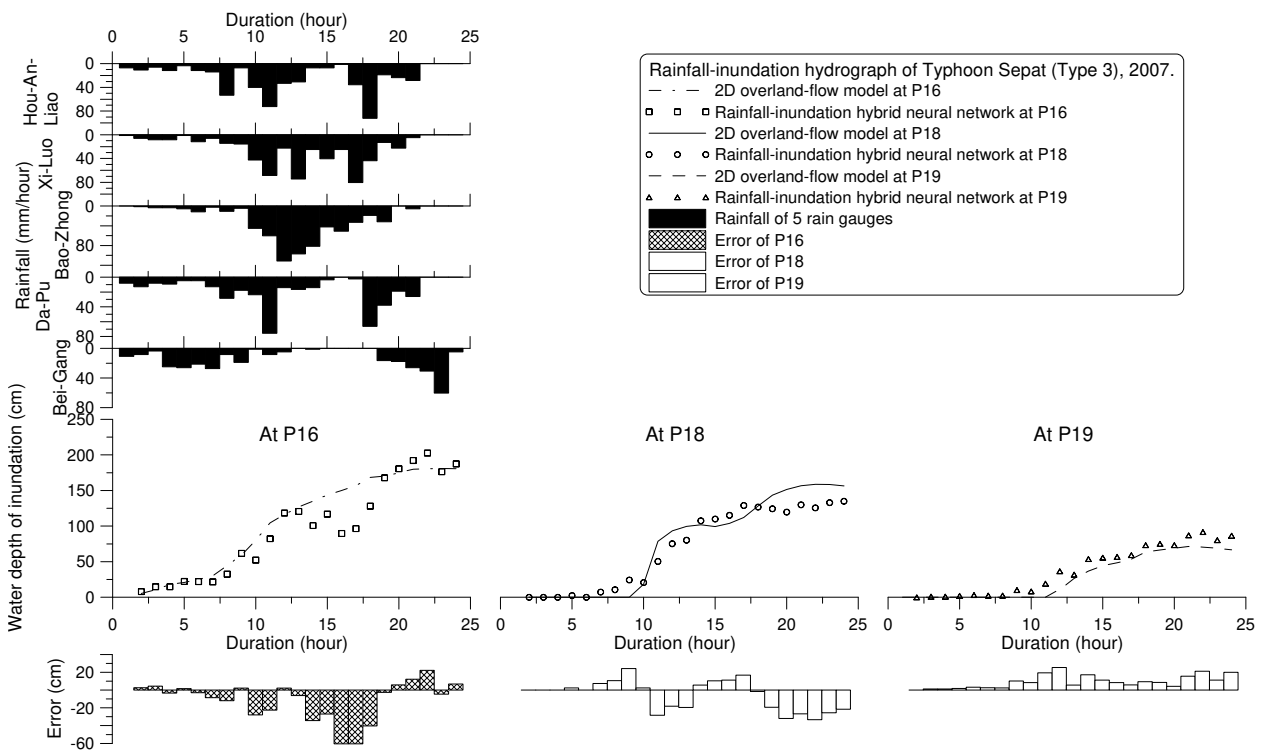 Duration (hour)
0 5 10 15 20 25
Rainfall (mm/hour)
Hou-An-
Liao
0
40
80
Xi-Luo
0
40
80
Bao-Zhong
0
80
Da-Pu
0
40
80
Bei-Gang
0
40
80
Rainfall-inundation hydrograph of Typhoon Sepat (Type 3), 2007.
2D overland-flow model at P16
Rainfall-inundation hybrid neural network at P16
2D overland-flow model at P18
Rainfall-inundation hybrid neural network at P18
2D overland-flow model at P19
Rainfall-inundation hybrid neural network at P19
Rainfall of 5 rain gauges
Error of P16
Error of P18
Error of P19
Water depth of inundation (cm)
250
200
150
100
50
0
At P16
At P18
At P19
0 5 10 15 20 25
0 5 10 15 20 25
0 5 10 15 20 25
Duration (hour)
Duration (hour)
Duration (hour)
Error (cm)
20
-20
-60